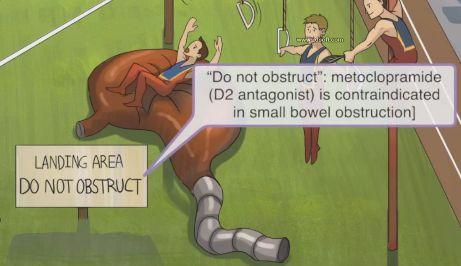 "Do not obstruct": metoclopramide
(D2 antagonist) is contraindicated
in small bowel obstruction]
LANDING AREA
DO NOT OBSTRUCT